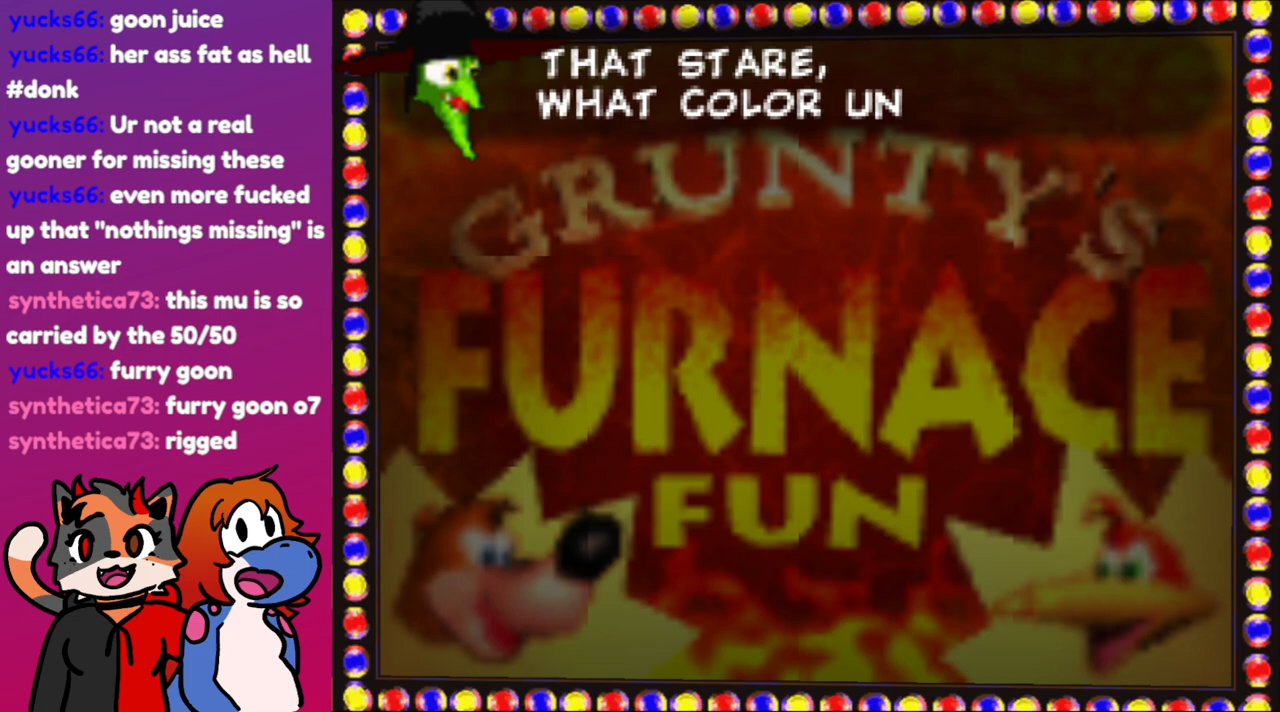 yucks66: goon juice
yucks66: her ass fat as hell
#donk
yucks66: Ur not a real
gooner for missing these
yucks66: even more fucked
up that "nothings missing" is
an answer
synthetica73: this mu is so
carried by the 50/50
yucks66: furry goon
synthetica73: furry goon o7
synthetica73: rigged
THAT STARE,
WHAT COLOR UN
GRUNTY'S
FURNACE
FUN